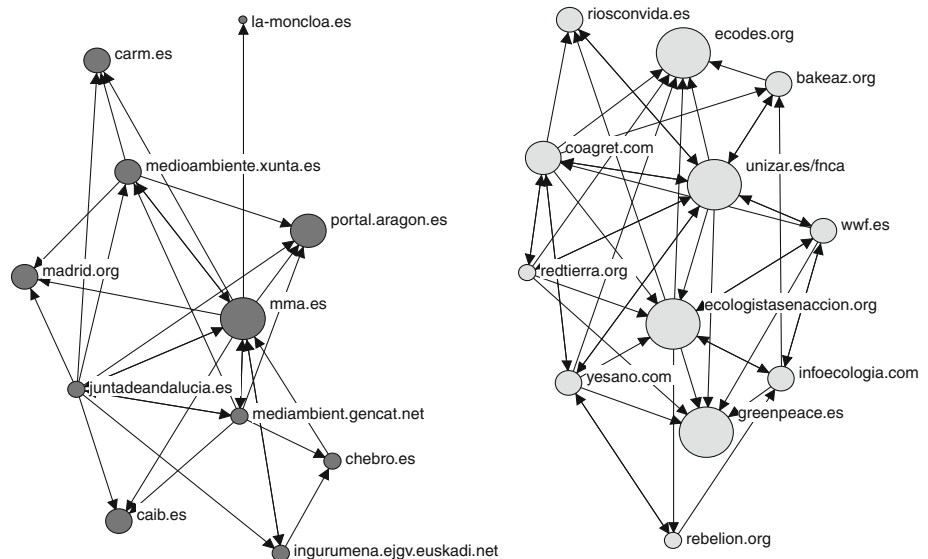 la-moncloa.es
carm.es
medioambiente.xunta.es
portal.aragon.es
madrid.org
mma.es
juntadeandalucia.es
mediambient.gencat.net
chebro.es
caib.es
ingurumena.ejgv.euskadi.net
riosconvida.es
ecodes.org
bakeaz.org
coagret.com
unizar.es/fnca
wwf.es
redtierra.org
ecologistasenaccion.org
yesano.com
infoecologia.com
greenpeace.es
rebelion.org